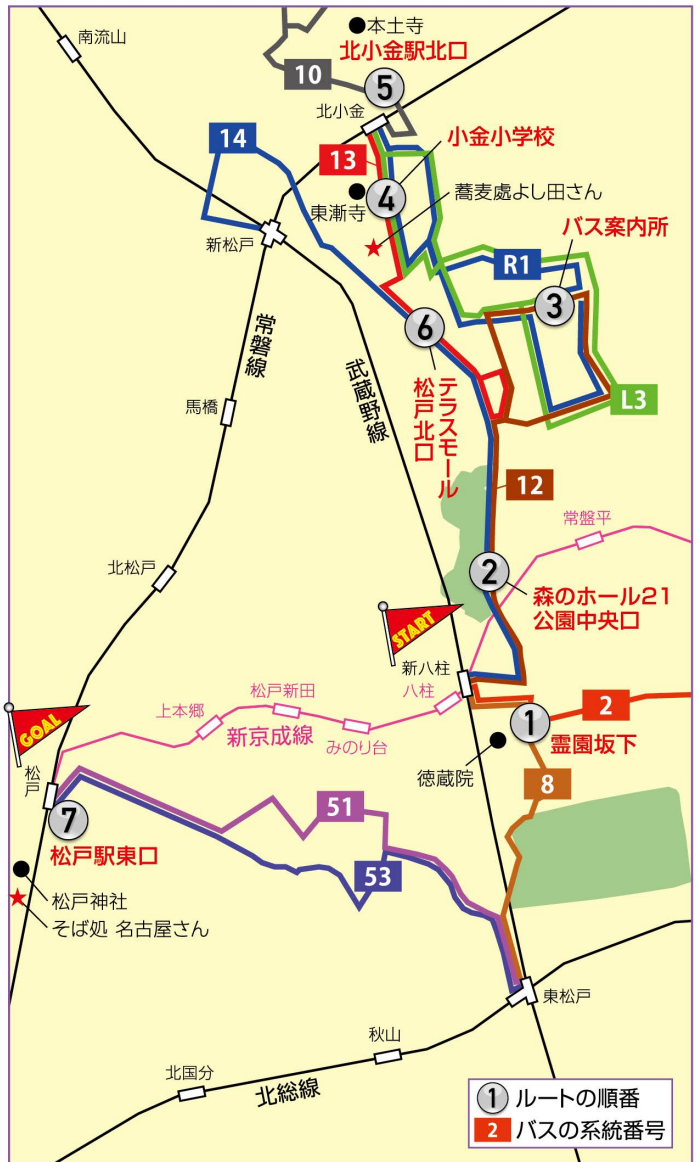 本土寺
南流山
北小金駅北口
10
5
北小金
14
小金小学校
13
4
東漸寺
蕎麦處よし田さん
バス案内所
新松戸
R1
3
6
常磐線
武蔵野線
テラスモール
松戸北口
L3
馬橋
12
常盤平
北松戸
2
森のホール21
公園中央口
START
新八柱
八柱
松戸新田
上本郷
GOAL
新京成線
みのり台
1
2
霊園坂下
松戸
徳蔵院
8
51
7
松戸駅東口
53
松戸神社
そば処 名古屋さん
東松戸
秋山
北国分
北総線
1 ルートの順番
2 バスの系統番号